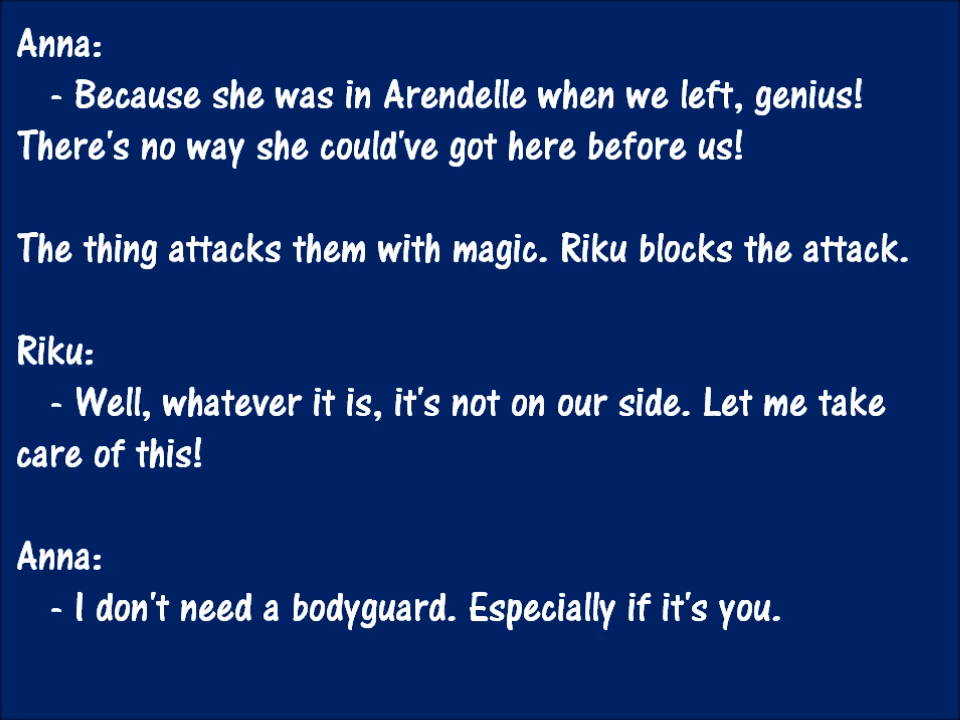 Anna:
- Because she was in Arendelle when we left, genius!
There's no way she could've got here before us!
The thing attacks them with magic. Riku blocks the attack.
Riku:
- Well, whatever it is, it's not on our side. Let me take
care of this!
Anna:
- I don't need a bodyguard. Especially if it's you.